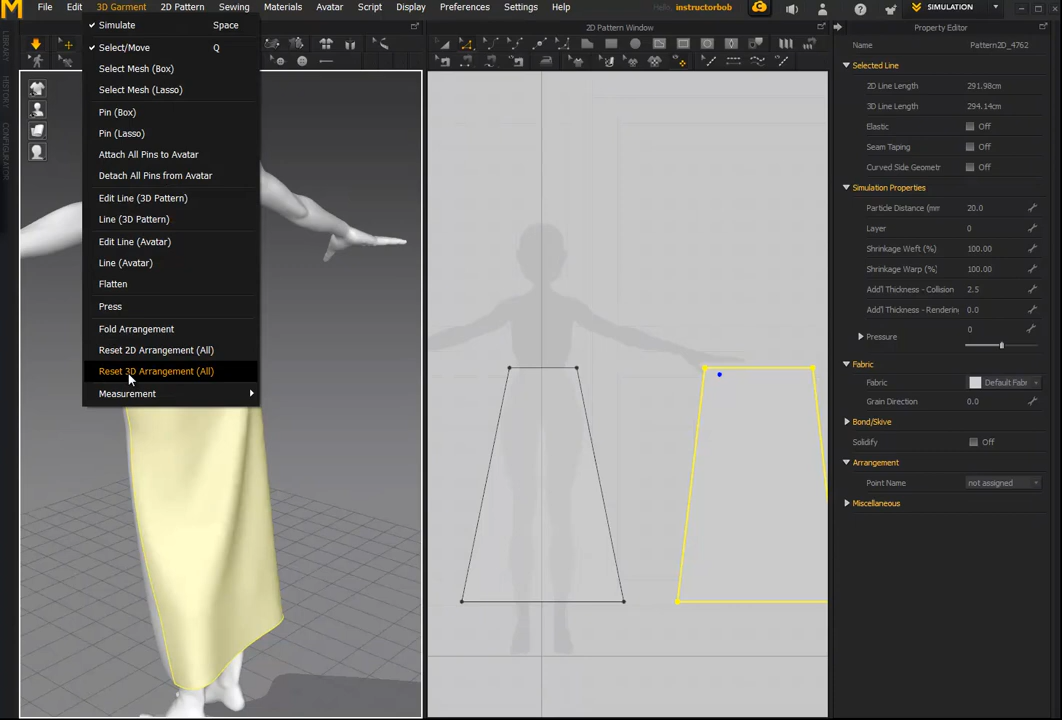 M File Edit 3D Garment 2D Pattern Sewing Materials Avatar Script Display Preferences Settings Help Hello, instructorbob SIMULATION
2D Pattern Window
Property Editor
LIBRARY
HISTORY
CONFIGURATOR
Simulate Space
Select/Move Q
Select Mesh (Box)
Select Mesh (Lasso)
Pin (Box)
Pin (Lasso)
Attach All Pins to Avatar
Detach All Pins from Avatar
Edit Line (3D Pattern)
Line (3D Pattern)
Edit Line (Avatar)
Line (Avatar)
Flatten
Press
Fold Arrangement
Reset 2D Arrangement (All)
Reset 3D Arrangement (All)
Measurement
Name Pattern2D_4762
Selected Line
2D Line Length 291.98cm
3D Line Length 294.14cm
Elastic Off
Seam Taping Off
Curved Side Geometr Off
Simulation Properties
Particle Distance (mm 20.0
Layer 0
Shrinkage Weft (%) 100.00
Shrinkage Warp (%) 100.00
Add'l Thickness - Collision 2.5
Add'l Thickness - Renderin 0.0
Pressure 0
Fabric
Fabric Default Fabr
Grain Direction 0.0
Bond/Skive
Solidify Off
Arrangement
Point Name not assigned
Miscellaneous